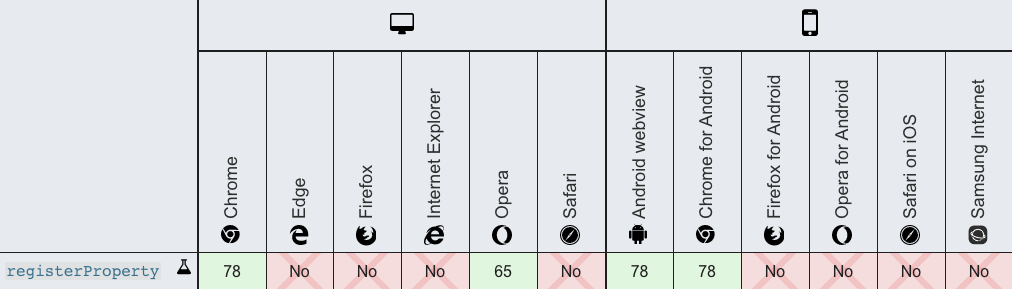 Chrome
Edge
Firefox
Internet Explorer
Opera
Safari
Android webview
Chrome for Android
Firefox for Android
Opera for Android
Safari on iOS
Samsung Internet
registerProperty 78 No No No 65 No 78 78 No No No No